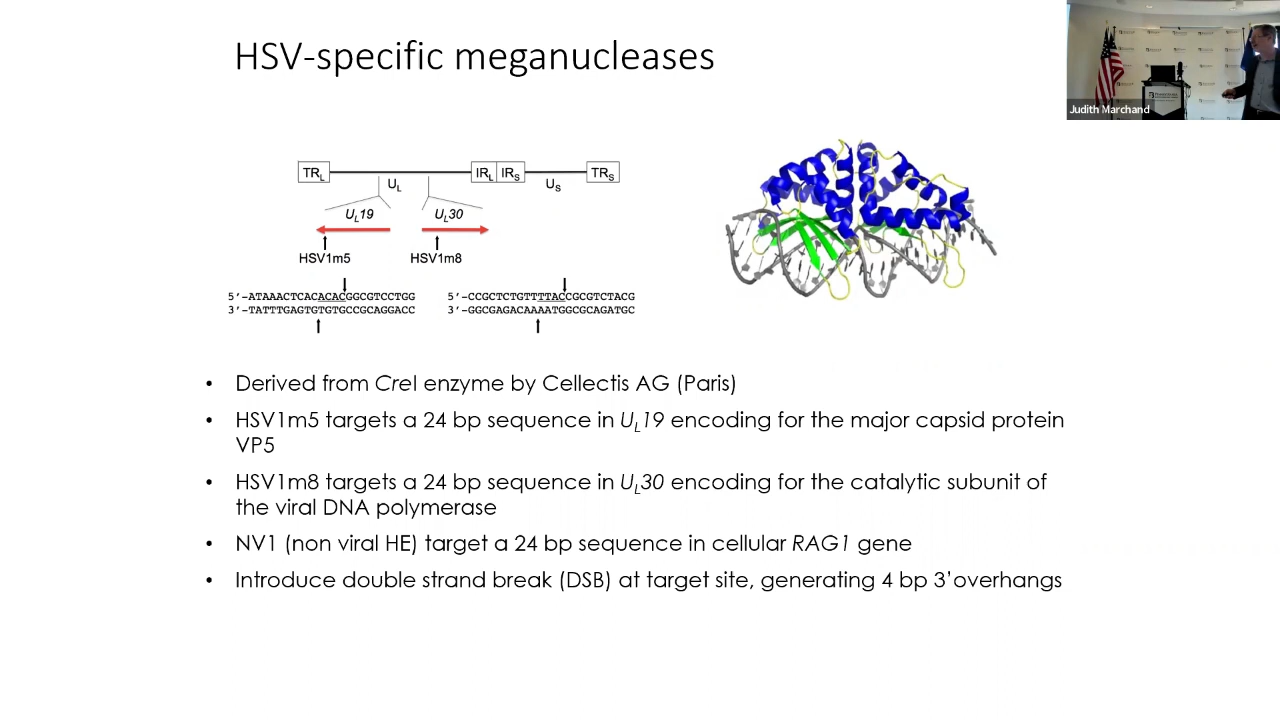 HSV-specific meganucleases
Judith Marchand
TRL IRL IRS TRS
UL US
UL19 UL30
HSV1m5 HSV1m8
5'-ATAAACTCACACACGGCGTCCTGG 5'-CCGCTCTGTTTTACCGCGTCTACG
3'-TATTTGAGTGTGTGCCGCAGGACC 3'-GGCGAGACAAAATGGCGCAGATGC
• Derived from CreI enzyme by Cellectis AG (Paris)
• HSV1m5 targets a 24 bp sequence in UL19 encoding for the major capsid protein
VP5
• HSV1m8 targets a 24 bp sequence in UL30 encoding for the catalytic subunit of
the viral DNA polymerase
• NV1 (non viral HE) target a 24 bp sequence in cellular RAG1 gene
• Introduce double strand break (DSB) at target site, generating 4 bp 3'overhangs